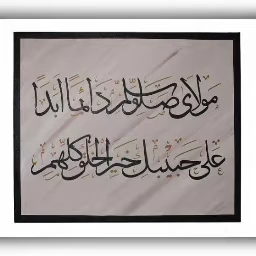 مولاي صل وسلم دائما ابدا
على حبيبك خير الخلق كلهم